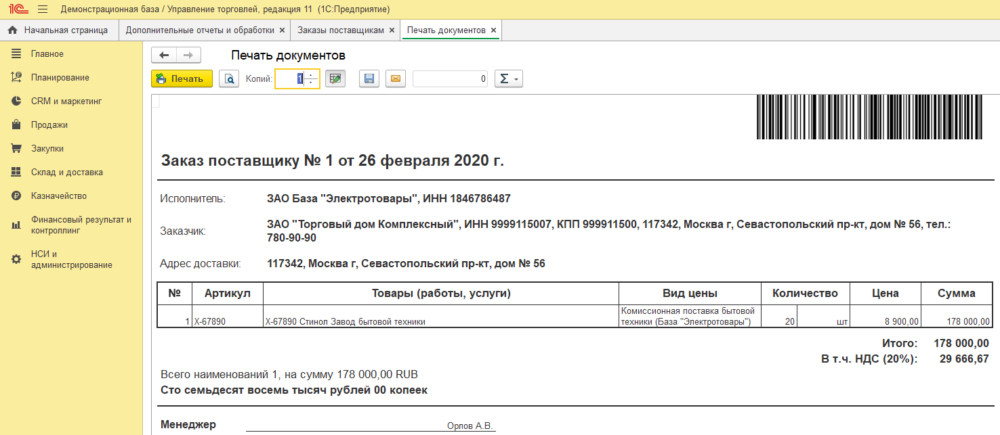 1С Демонстрационная база / Управление торговлей, редакция 11 (1С:Предприятие)
Начальная страница Дополнительные отчеты и обработки × Заказы поставщикам × Печать документов ×
Главное
Планирование
CRM и маркетинг
Продажи
Закупки
Склад и доставка
Казначейство
Финансовый результат и
контроллинг
НСИ и
администрирование
Печать документов
Печать Копий: 1 0 Σ
Заказ поставщику № 1 от 26 февраля 2020 г.
Исполнитель: ЗАО База "Электротовары", ИНН 1846786487
Заказчик: ЗАО "Торговый дом Комплексный", ИНН 9999115007, КПП 999911500, 117342, Москва г, Севастопольский пр-кт, дом № 56, тел.:
780-90-90
Адрес доставки: 117342, Москва г, Севастопольский пр-кт, дом № 56
№ Артикул Товары (работы, услуги) Вид цены Количество Цена Сумма
1 Х-67890 Х-67890 Стинол Завод бытовой техники Комиссионная поставка бытовой
техники (База "Электротовары") 20 шт 8 900,00 178 000,00
Итого: 178 000,00
В т.ч. НДС (20%): 29 666,67
Всего наименований 1, на сумму 178 000,00 RUB
Сто семьдесят восемь тысяч рублей 00 копеек
Менеджер Орлов А.В.